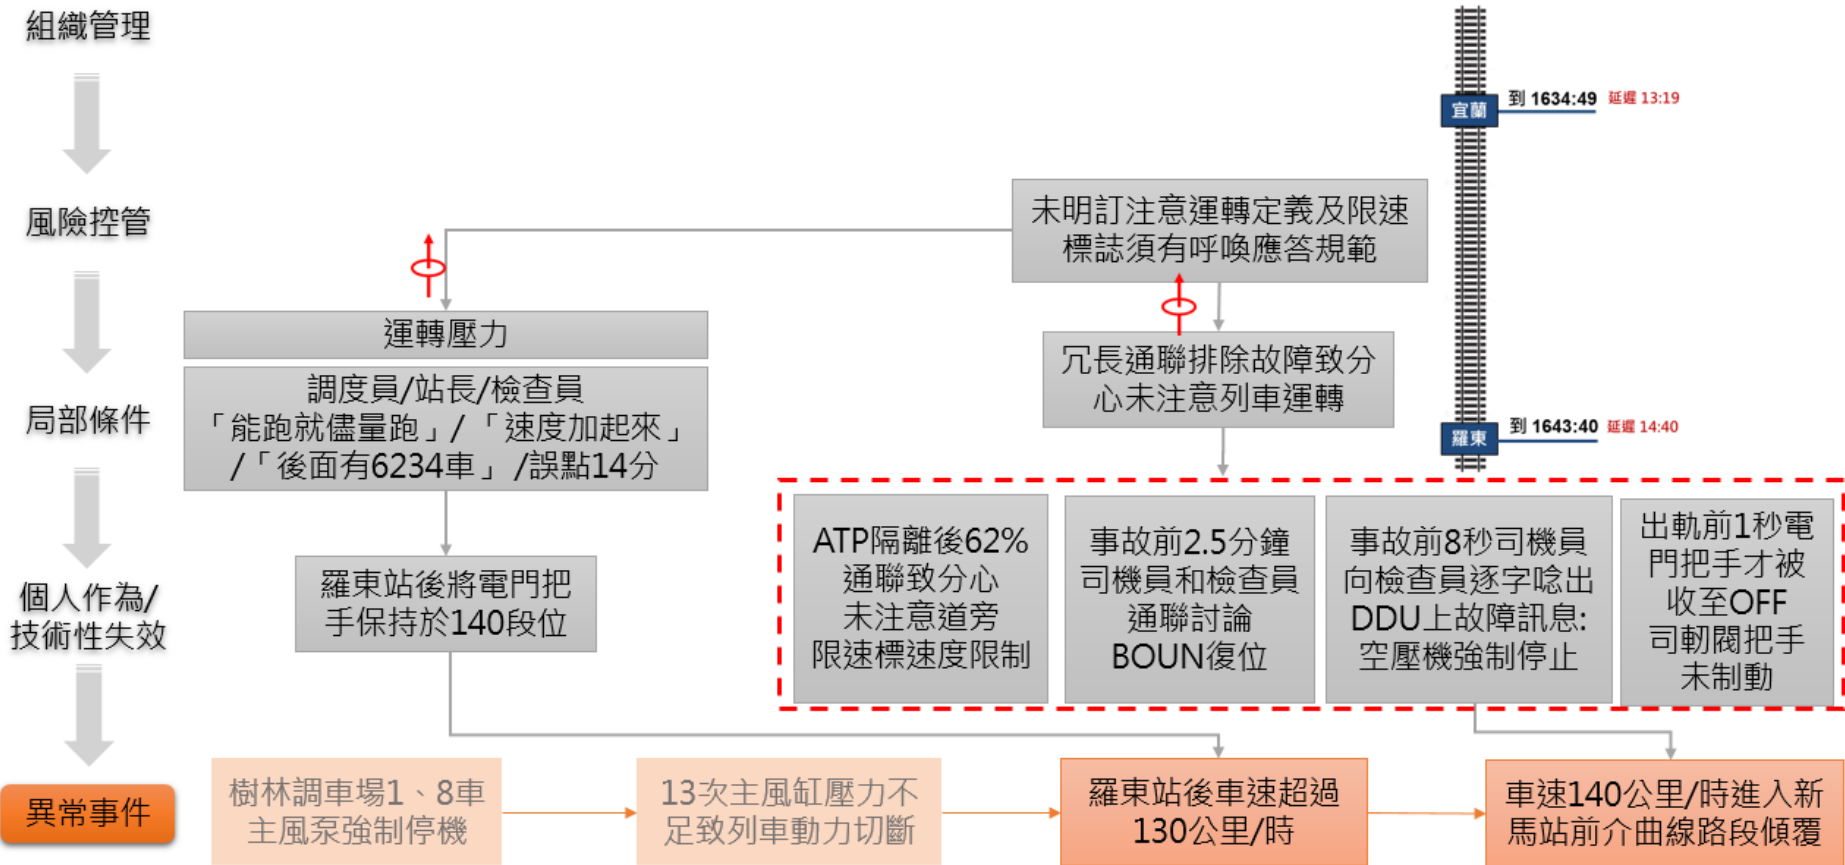 組織管理
風險控管
局部條件
個人作為/
技術性失效
異常事件
宜蘭
到 1634:49 延遲 13:19
羅東
到 1643:40 延遲 14:40
未明訂注意運轉定義及限速
標誌須有呼喚應答規範
運轉壓力
調度員/站長/檢查員
「能跑就儘量跑」/「速度加起來」
/「後面有6234車」/誤點14分
冗長通聯排除故障致分
心未注意列車運轉
羅東站後將電門把
手保持於140段位
ATP隔離後62%
通聯致分心
未注意道旁
限速標速度限制
事故前2.5分鐘
司機員和檢查員
通聯討論
BOUN復位
事故前8秒司機員
向檢查員逐字唸出
DDU上故障訊息:
空壓機強制停止
出軌前1秒電
門把手才被
收至OFF
司軔閥把手
未制動
樹林調車場1、8車
主風泵強制停機
13次主風缸壓力不
足致列車動力切斷
羅東站後車速超過
130公里/時
車速140公里/時進入新
馬站前介曲線路段傾覆